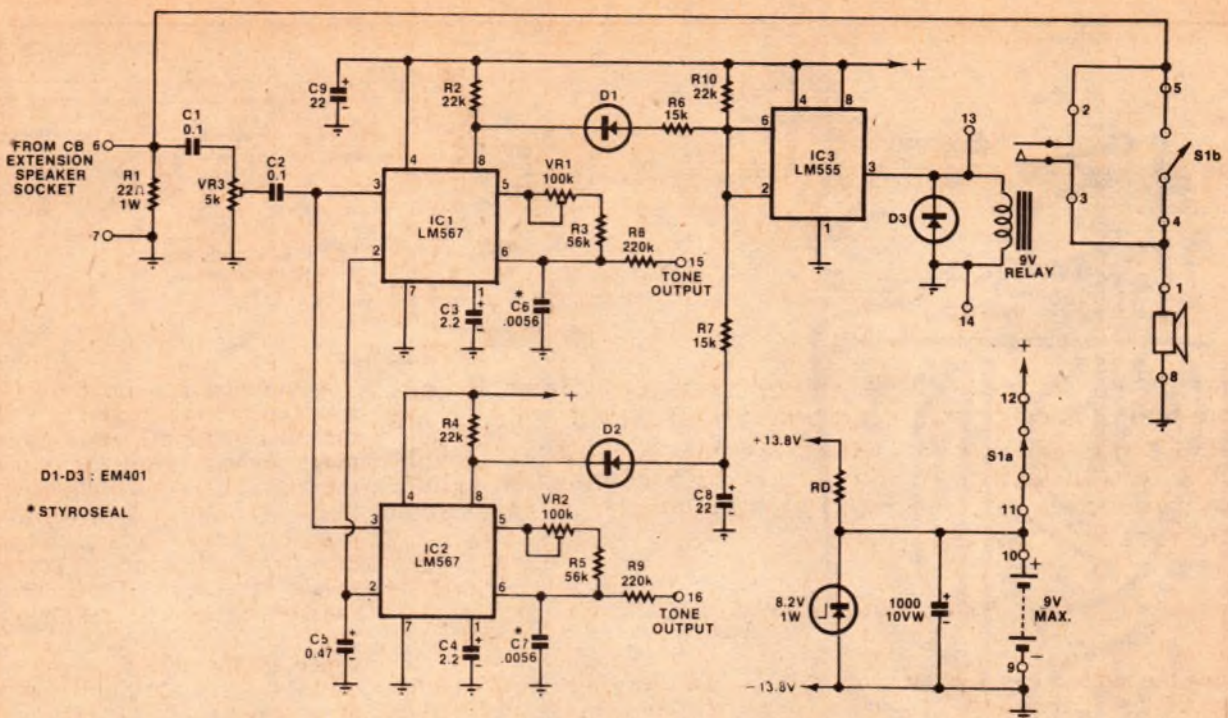 FROM CB
EXTENSION
SPEAKER
SOCKET
6
7
R1
22Ω
1W
C1
0.1
VR3
5k
C2
0.1
C9
22
+
-
R2
22k
D1
R6
15k
R10
22k
+
4
8
3
5
2
6
7
1
IC1
LM567
VR1
100k
R3
56k
R8
220k
15
TONE
OUTPUT
C3
2.2
+
-
*
C6
.0056
4
8
6
2
3
1
IC3
LM555
13
D3
9V
RELAY
14
2
3
5
S1b
4
1
8
R7
15k
R4
22k
+
D2
C8
22
+
-
D1-D3 : EM401
* STYROSEAL
4
8
3
5
2
6
7
1
IC2
LM567
VR2
100k
R5
56k
R9
220k
16
TONE
OUTPUT
C5
0.47
+
-
C4
2.2
+
-
*
C7
.0056
+13.8V
RD
8.2V
1W
1000
10VW
+
-
-13.8V
+
12
S1a
11
10
+
9V
MAX.
-
9